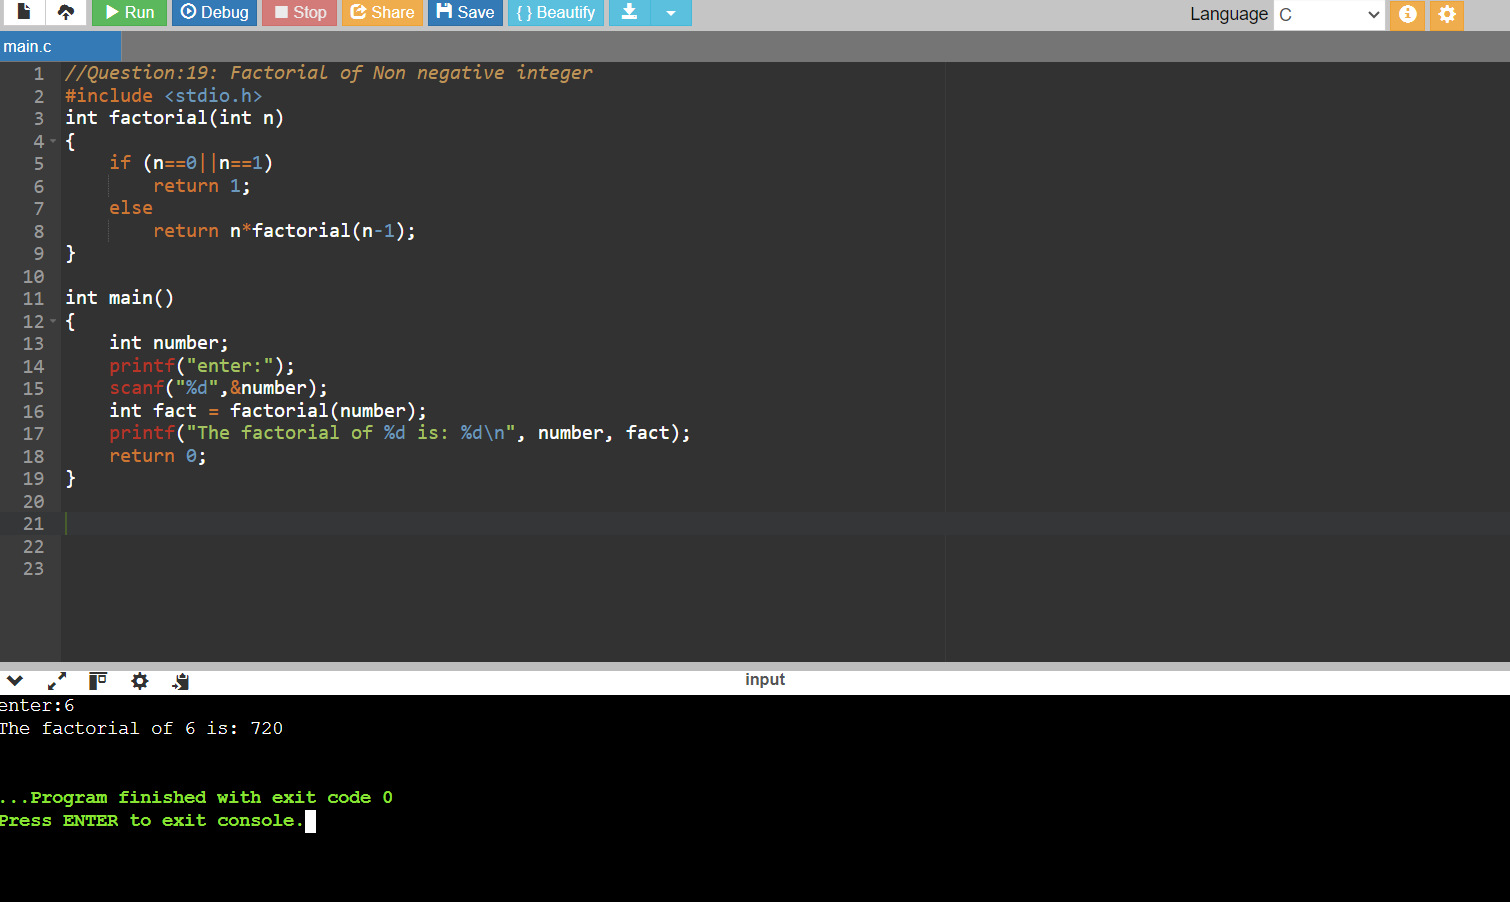 Run Debug Stop Share Save { } Beautify Language C
main.c
1 //Question:19: Factorial of Non negative integer
2 #include <stdio.h>
3 int factorial(int n)
4 {
5     if (n==0||n==1)
6         return 1;
7     else
8         return n*factorial(n-1);
9 }
10
11 int main()
12 {
13     int number;
14     printf("enter:");
15     scanf("%d",&number);
16     int fact = factorial(number);
17     printf("The factorial of %d is: %d\n", number, fact);
18     return 0;
19 }
20
21
22
23
input
enter:6
The factorial of 6 is: 720
...Program finished with exit code 0
Press ENTER to exit console.